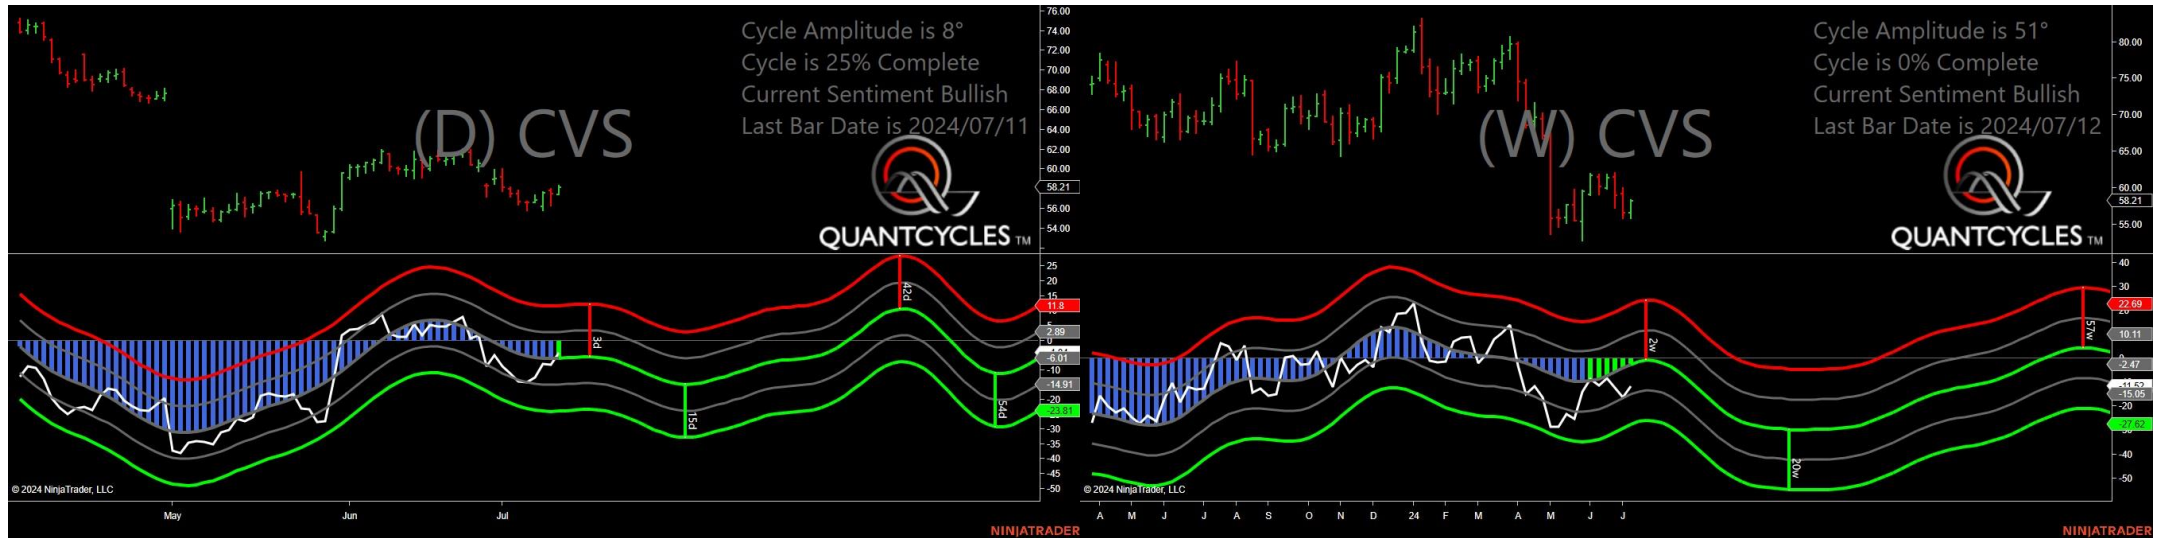 Cycle Amplitude is 8°
Cycle is 25% Complete
Current Sentiment Bullish
Last Bar Date is 2024/07/11
(D) CVS
QUANTCYCLES TM
76.00
74.00
72.00
70.00
68.00
66.00
64.00
62.00
60.00
58.21
56.00
54.00
25
20
15
11.8
2.89
0
-6.01
-10
-14.91
-20
-23.81
-30
-35
-40
-45
-50
3d
15d
42d
54d
© 2024 NinjaTrader, LLC
May
Jun
Jul
NINJATRADER
Cycle Amplitude is 51°
Cycle is 0% Complete
Current Sentiment Bullish
Last Bar Date is 2024/07/12
(W) CVS
QUANTCYCLES TM
80.00
75.00
70.00
65.00
60.00
58.21
55.00
40
30
22.69
10.11
-2.47
-11.52
-15.05
-20
-27.62
-40
-50
2w
20w
57w
© 2024 NinjaTrader, LLC
A M J J A S O N D 24 F M A M J J
NINJATRADER